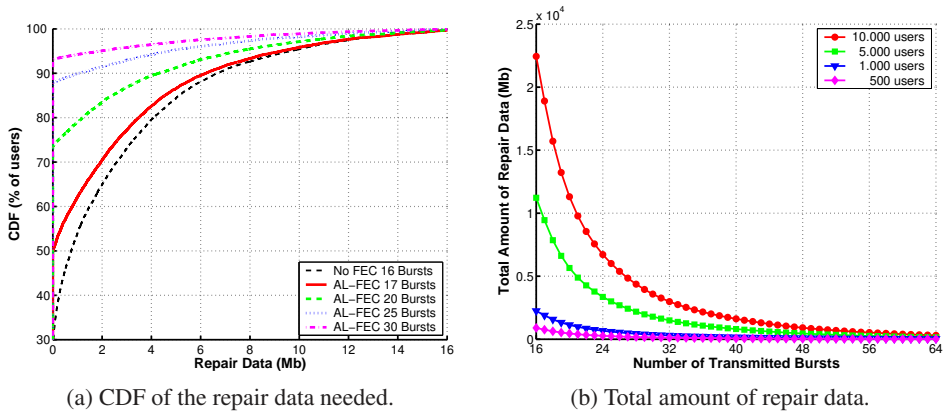 100
90
80
70
60
50
40
30
0
2
4
6
8
10
12
14
16
CDF (% of users)
Repair Data (Mb)
No FEC 16 Bursts
AL-FEC 17 Bursts
AL-FEC 20 Bursts
AL-FEC 25 Bursts
AL-FEC 30 Bursts
(a) CDF of the repair data needed.
x 10⁴
2.5
2
1.5
1
0.5
0
16
24
32
40
48
56
64
Total Amount of Repair Data (Mb)
Number of Transmitted Bursts
10.000 users
5.000 users
1.000 users
500 users
(b) Total amount of repair data.